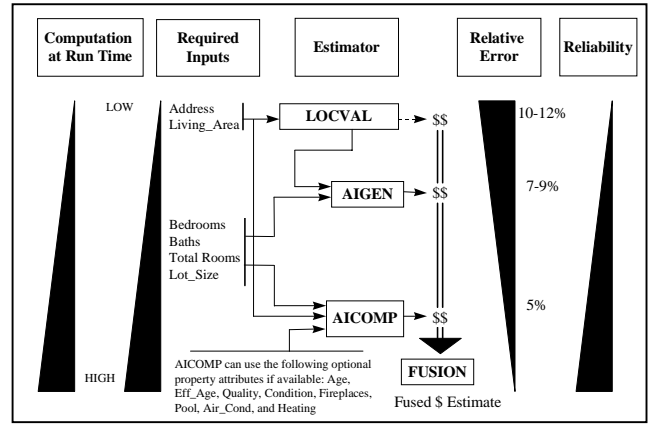 Computation
at Run Time
Required
Inputs
Estimator
Relative
Error
Reliability
LOW
Address
Living_Area
LOCVAL
$$
10-12%
AIGEN
$$
7-9%
Bedrooms
Baths
Total Rooms
Lot_Size
AICOMP
$$
5%
HIGH
AICOMP can use the following optional
property attributes if available: Age,
Eff_Age, Quality, Condition, Fireplaces,
Pool, Air_Cond, and Heating
FUSION
Fused $ Estimate